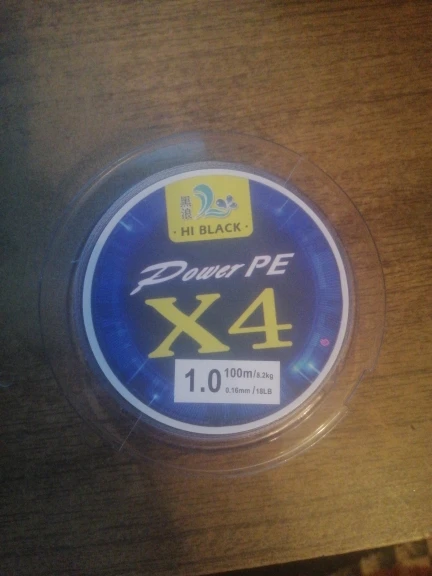 黑浪
· HI BLACK ·
Power PE
X4
1.0 100m/8.2kg
0.16mm/18LB